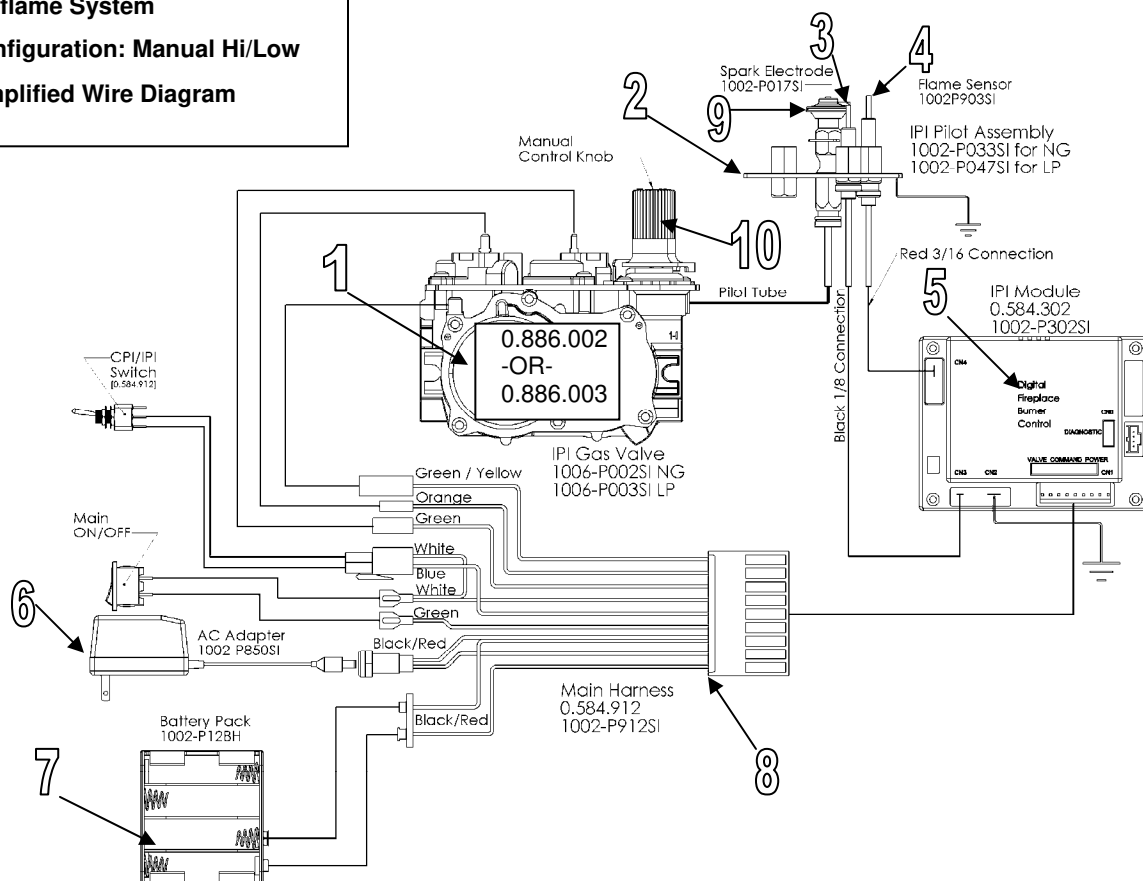 flame System
nfiguration: Manual Hi/Low
nplified Wire Diagram
3
4
Spark Electrode
1002-P017SI
Flame Sensor
1002P903SI
2
9
IPI Pilot Assembly
1002-P033SI for NG
1002-P047SI for LP
Manual
Control Knob
10
1
Red 3/16 Connection
5
IPI Module
0.584.302
1002-P302SI
Pilot Tube
Black 1/8 Connection
0.886.002
-OR-
0.886.003
1-I
CPI/IPI
Switch
[0.584.912]
CN4
Digital
Fireplace
Burner
Control
DIAGNOSTIC
VALVE COMMAND POWER
CN3
CN2
CN1
IPI Gas Valve
1006-P002SI NG
1006-P003SI LP
Green / Yellow
Orange
Green
Main
ON/OFF
White
Blue
White
Green
6
AC Adapter
1002 P850SI
Black/Red
Main Harness
0.584.912
1002-P912SI
Battery Pack
1002-P12BH
Black/Red
7
8